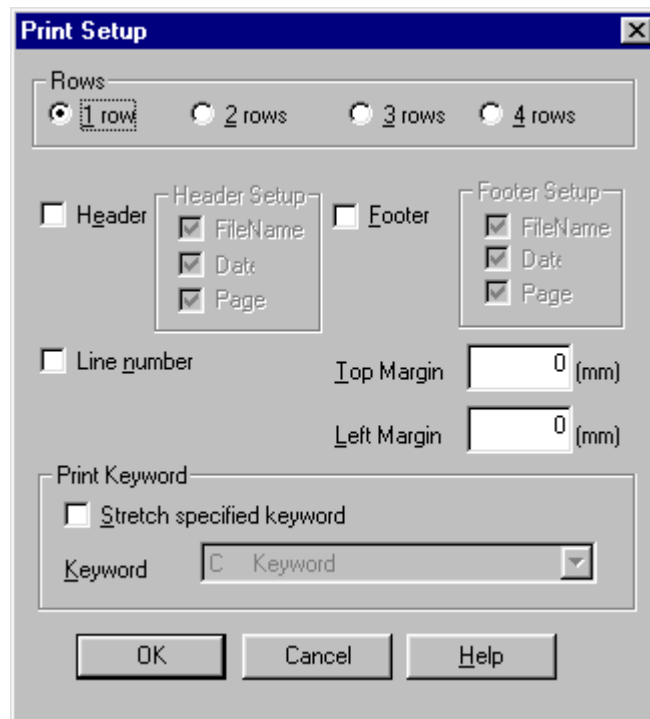 Print Setup
Rows
1 row 2 rows 3 rows 4 rows
Header
Header Setup
FileName
Date
Page
Footer
Footer Setup
FileName
Date
Page
Line number
Top Margin 0 (mm)
Left Margin 0 (mm)
Print Keyword
Stretch specified keyword
Keyword C Keyword
OK Cancel Help